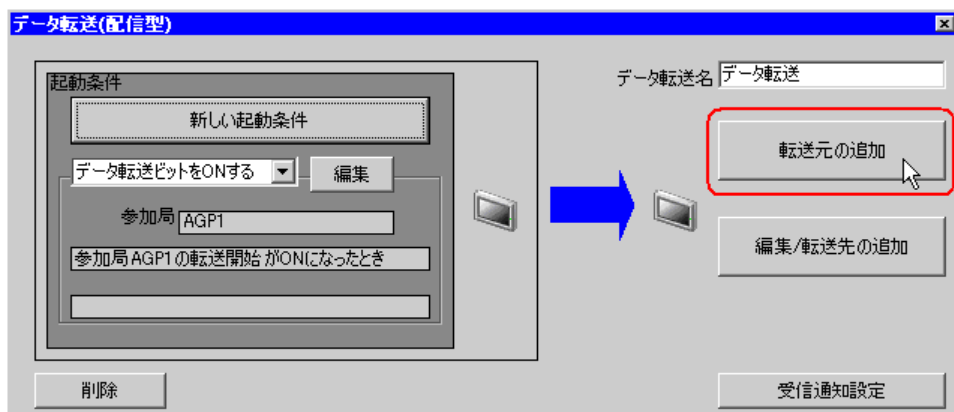 データ転送(配信型)
起動条件
新しい起動条件
データ転送ビットをONする
編集
参加局 AGP1
参加局 AGP1の転送開始がONになったとき
データ転送名 データ転送
転送元の追加
編集/転送先の追加
削除
受信通知設定